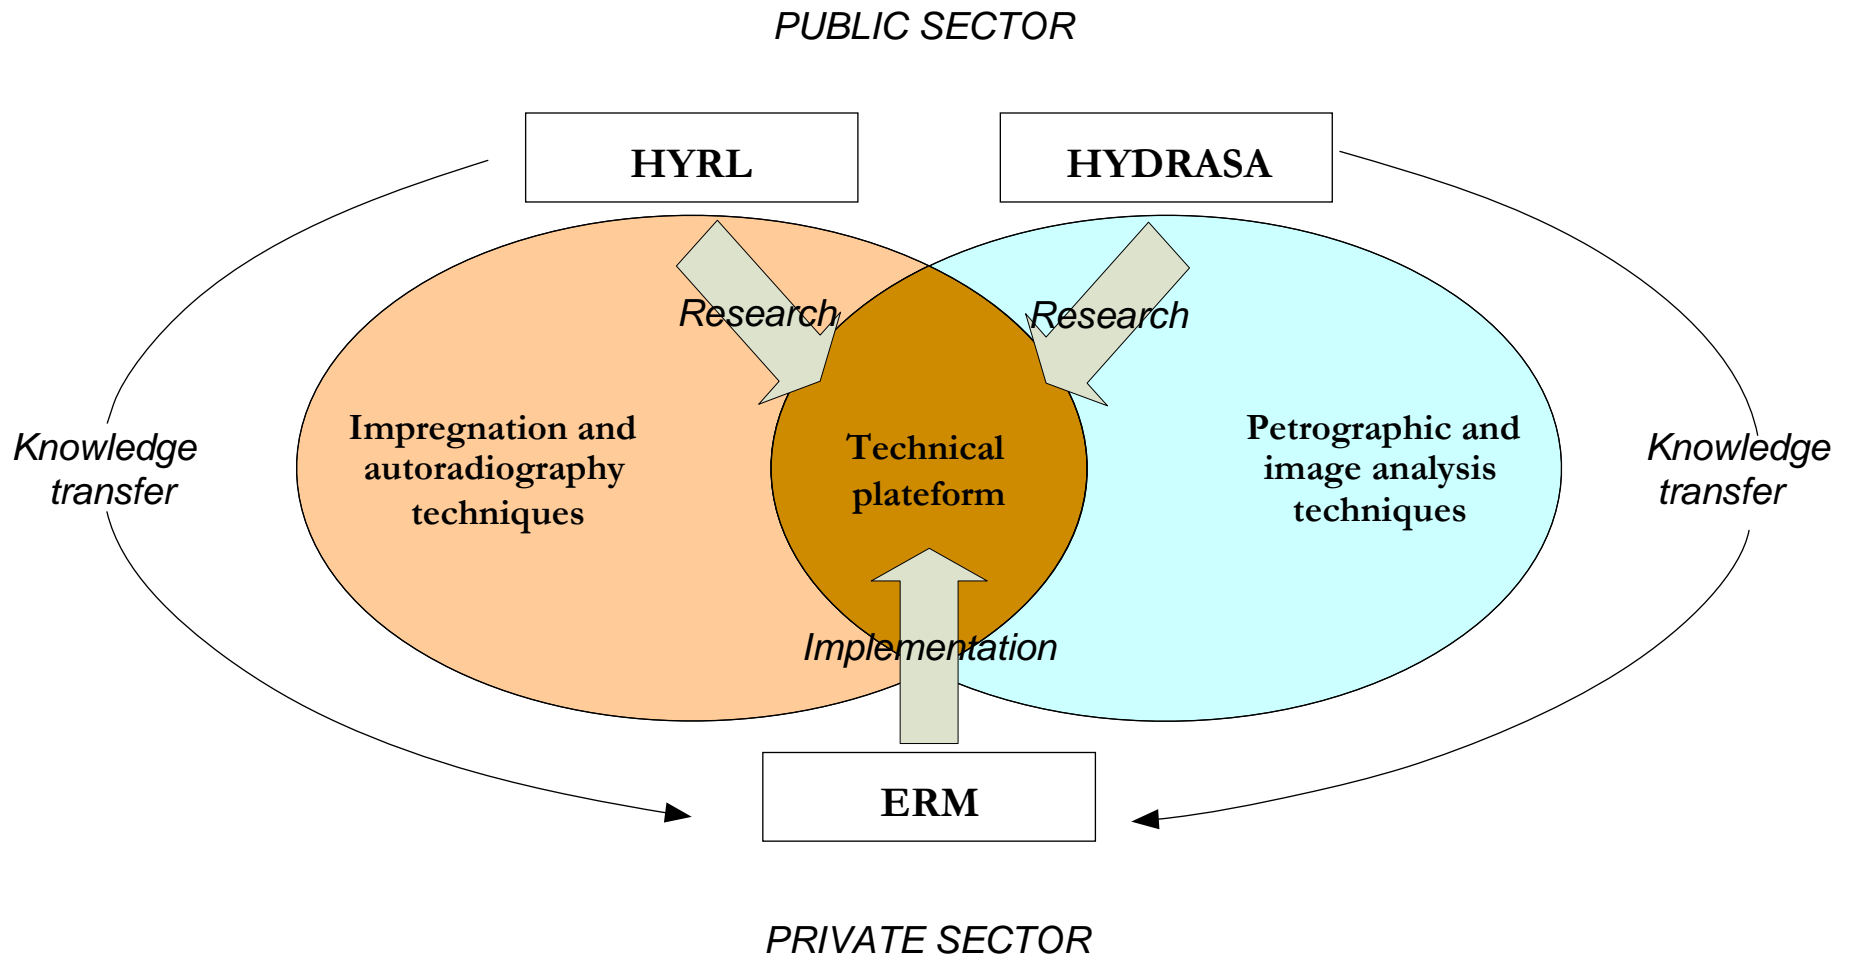 PUBLIC SECTOR
HYRL
HYDRASA
Research
Research
Impregnation and
autoradiography
techniques
Technical
plateform
Petrographic and
image analysis
techniques
Knowledge
transfer
Knowledge
transfer
Implementation
ERM
PRIVATE SECTOR